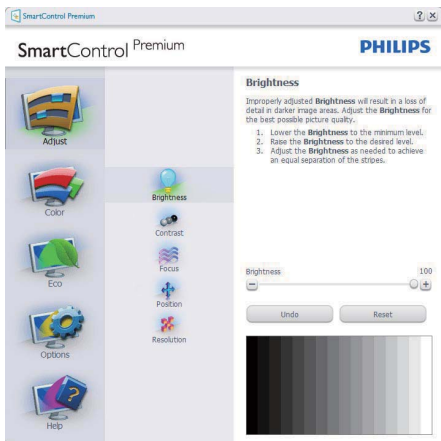 SmartControl Premium
SmartControl Premium
PHILIPS
Adjust
Color
Eco
Options
Help
Brightness
Contrast
Focus
Position
Resolution
Brightness
Improperly adjusted Brightness will result in a loss of
detail in darker image areas. Adjust the Brightness for
the best possible picture quality.
1. Lower the Brightness to the minimum level.
2. Rase the Brightness to the desired level.
3. Adjust the Brightness as needed to achieve
an equal separation of the stripes.
Brightness 100
Undo Reset